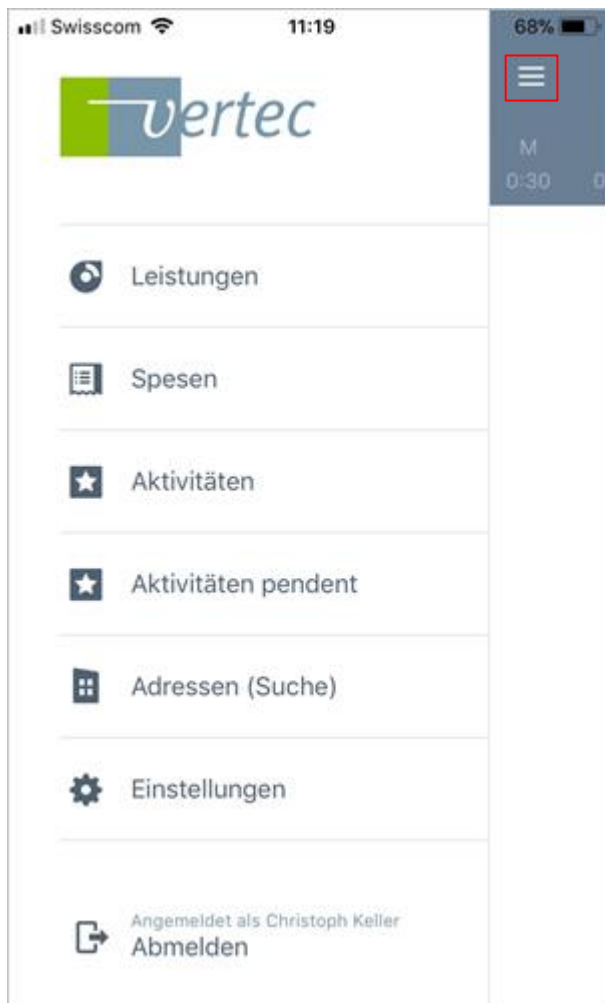 Swisscom 11:19 68%
vertec
M
0:30 0
Leistungen
Spesen
Aktivitäten
Aktivitäten pendent
Adressen (Suche)
Einstellungen
Angemeldet als Christoph Keller
Abmelden